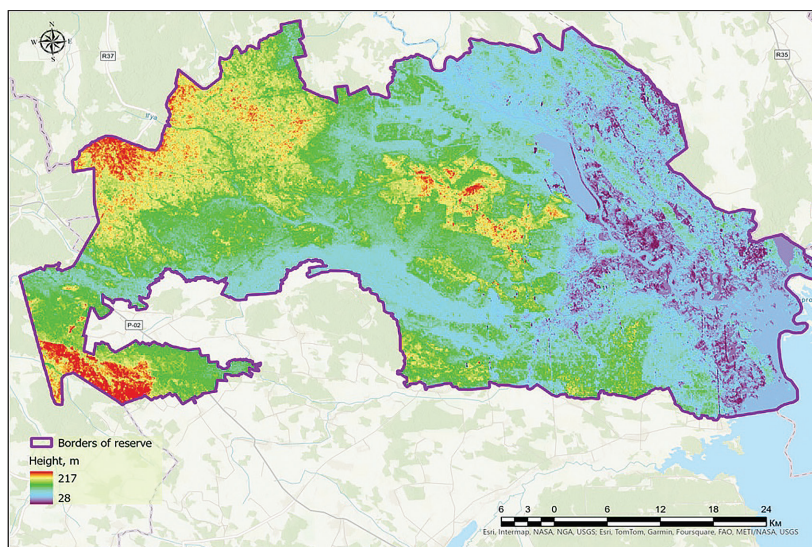 N
W E
S
R37
R35
P-02
Borders of reserve
Height, m
217
28
6 3 0 6 12 18 24
Км
Esri, Intermap, NASA, NGA, USGS; Esri, TomTom, Garmin, Foursquare, FAO, METI/NASA, USGS